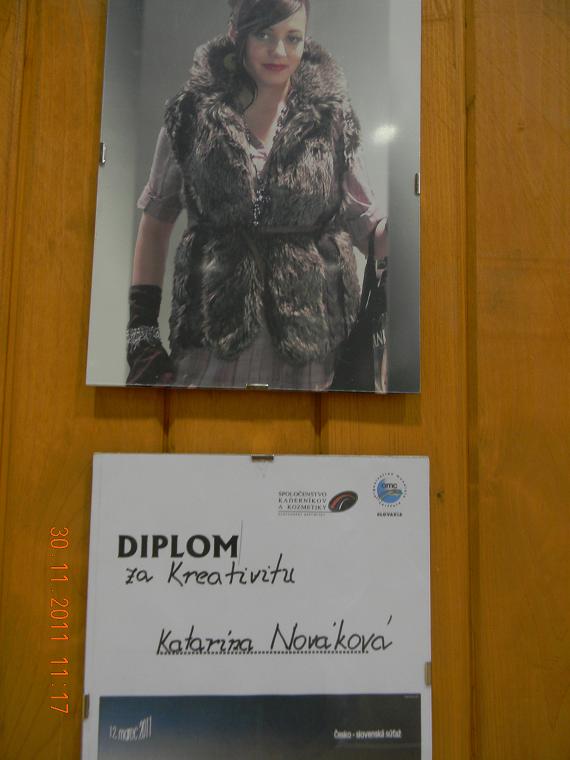 SPOLOČENSTVO
KADERNÍKOV
A KOZMETIKY
omc
SLOVAKIA
DIPLOM
za Kreativitu
Katarína Nováková
12. marec 2011
Česko - slovenská súťaž
30.11.2011 11:17